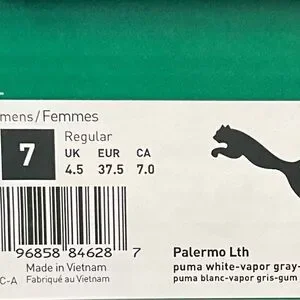 mens/Femmes
7
Regular
UK EUR CA
4.5 37.5 7.0
96858 84628 7
Made in Vietnam
C-A Fabriqué au Vietnam
Palermo Lth
puma white-vapor gray-
puma blanc-vapor gris-gum